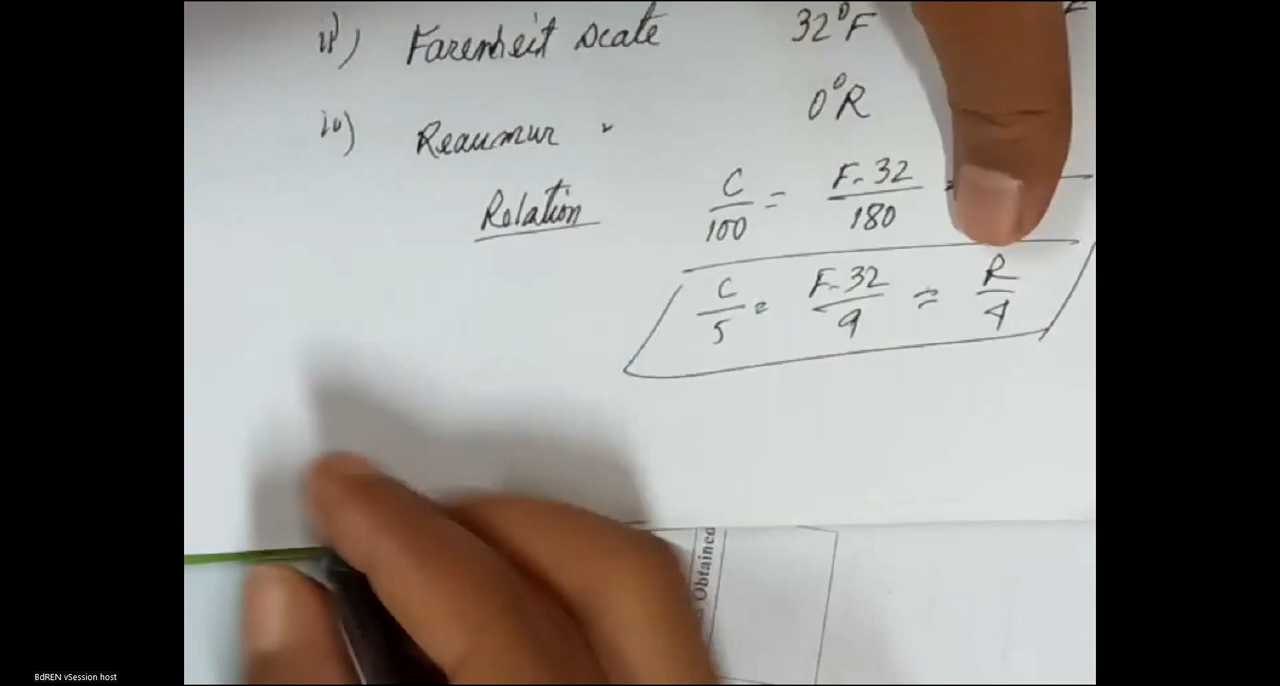 ii) Farenheit scale 32°F
iv) Reaumur " 0°R
Relation C/100 = F-32/180 =
C/5 = F-32/9 = R/4
Obtained
BdREN vSession host